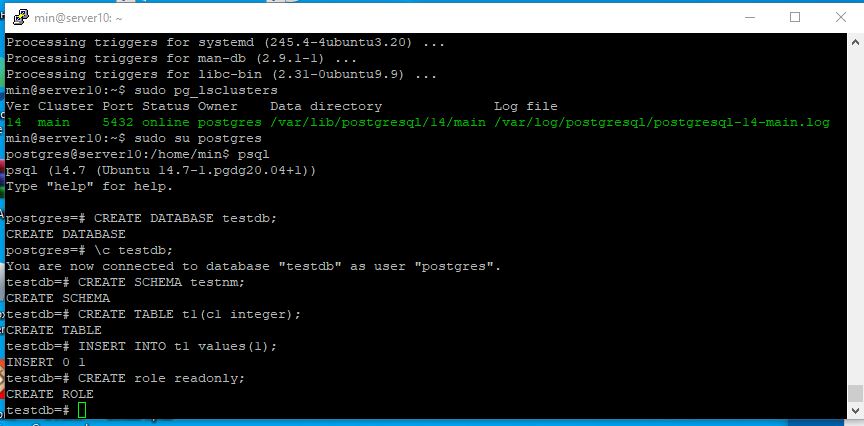 min@server10: ~
Processing triggers for systemd (245.4-4ubuntu3.20) ...
Processing triggers for man-db (2.9.1-1) ...
Processing triggers for libc-bin (2.31-0ubuntu9.9) ...
min@server10:~$ sudo pg_lsclusters
Ver Cluster Port Status Owner    Data directory              Log file
14  main    5432 online postgres /var/lib/postgresql/14/main /var/log/postgresql/postgresql-14-main.log
min@server10:~$ sudo su postgres
postgres@server10:/home/min$ psql
psql (14.7 (Ubuntu 14.7-1.pgdg20.04+1))
Type "help" for help.
postgres=# CREATE DATABASE testdb;
CREATE DATABASE
postgres=# \c testdb;
You are now connected to database "testdb" as user "postgres".
testdb=# CREATE SCHEMA testnm;
CREATE SCHEMA
testdb=# CREATE TABLE t1(c1 integer);
CREATE TABLE
testdb=# INSERT INTO t1 values(1);
INSERT 0 1
testdb=# CREATE role readonly;
CREATE ROLE
testdb=#